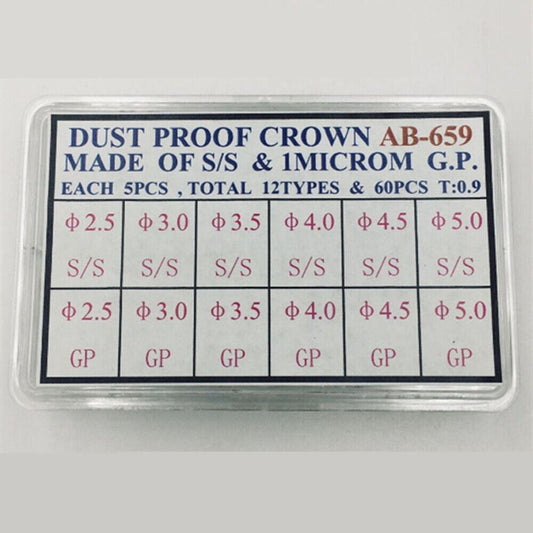 DUST PROOF CROWN AB-659
MADE OF S/S & 1MICROM G.P.
EACH 5PCS , TOTAL 12TYPES & 60PCS T:0.9
ϕ2.5 ϕ3.0 ϕ3.5 ϕ4.0 ϕ4.5 ϕ5.0
S/S S/S S/S S/S S/S S/S
ϕ2.5 ϕ3.0 ϕ3.5 ϕ4.0 ϕ4.5 ϕ5.0
GP GP GP GP GP GP